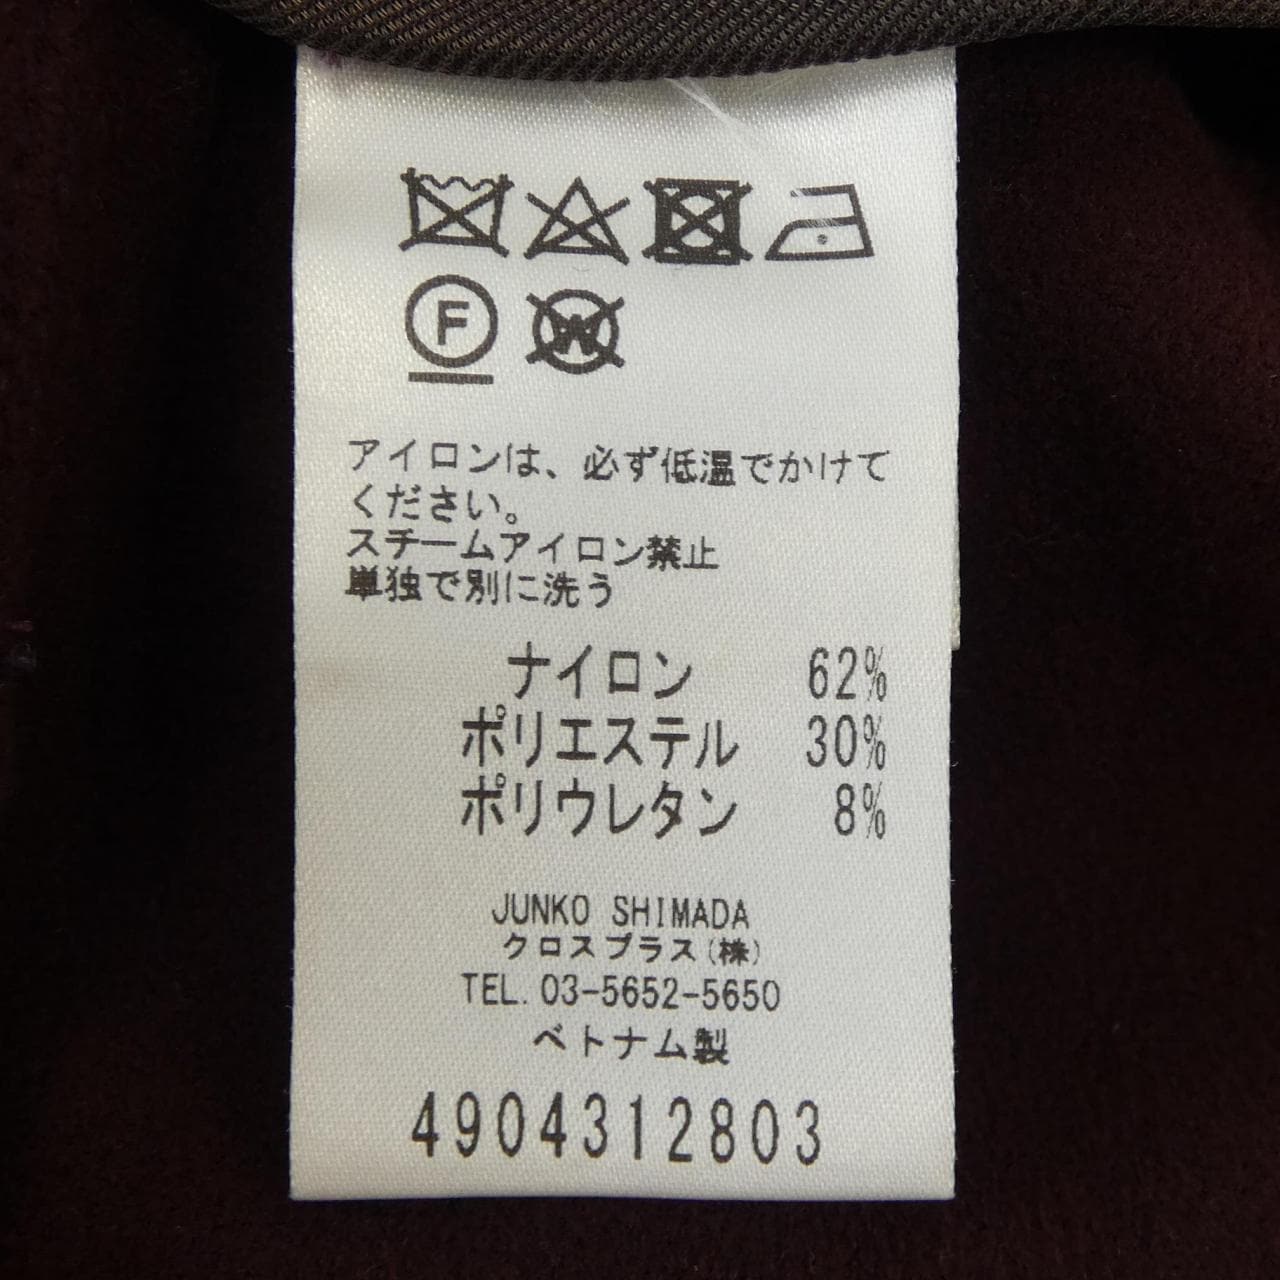 F W
アイロンは、必ず低温でかけて
ください。
スチームアイロン禁止
単独で別に洗う
ナイロン 62%
ポリエステル 30%
ポリウレタン 8%
JUNKO SHIMADA
クロスプラス(株)
TEL. 03-5652-5650
ベトナム製
4904312803